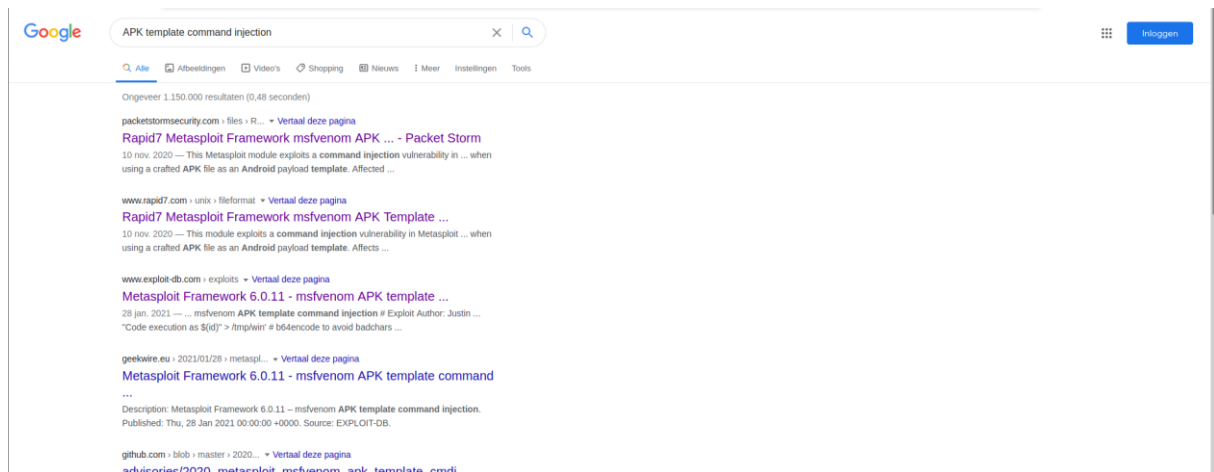 Google
APK template command injection
Inloggen
Alle Afbeeldingen Video's Shopping Nieuws Meer Instellingen Tools
Ongeveer 1.150.000 resultaten (0,48 seconden)
packetstormsecurity.com › files › R... ▾ Vertaal deze pagina
Rapid7 Metasploit Framework msfvenom APK ... - Packet Storm
10 nov. 2020 — This Metasploit module exploits a command injection vulnerability in ... when
using a crafted APK file as an Android payload template. Affected ...
www.rapid7.com › unix › fileformat ▾ Vertaal deze pagina
Rapid7 Metasploit Framework msfvenom APK Template ...
10 nov. 2020 — This module exploits a command injection vulnerability in Metasploit ... when
using a crafted APK file as an Android payload template. Affects ...
www.exploit-db.com › exploits ▾ Vertaal deze pagina
Metasploit Framework 6.0.11 - msfvenom APK template ...
28 jan. 2021 — ... msfvenom APK template command injection # Exploit Author: Justin ...
"Code execution as $(id)" > /tmp/win' # b64encode to avoid badchars ...
geekwire.eu › 2021/01/28 › metaspl... ▾ Vertaal deze pagina
Metasploit Framework 6.0.11 - msfvenom APK template command
...
Description: Metasploit Framework 6.0.11 – msfvenom APK template command injection.
Published: Thu, 28 Jan 2021 00:00:00 +0000. Source: EXPLOIT-DB.
github.com › blob › master › 2020... ▾ Vertaal deze pagina
advisories/2020_metasploit_msfvenom_apk_template_cmdi